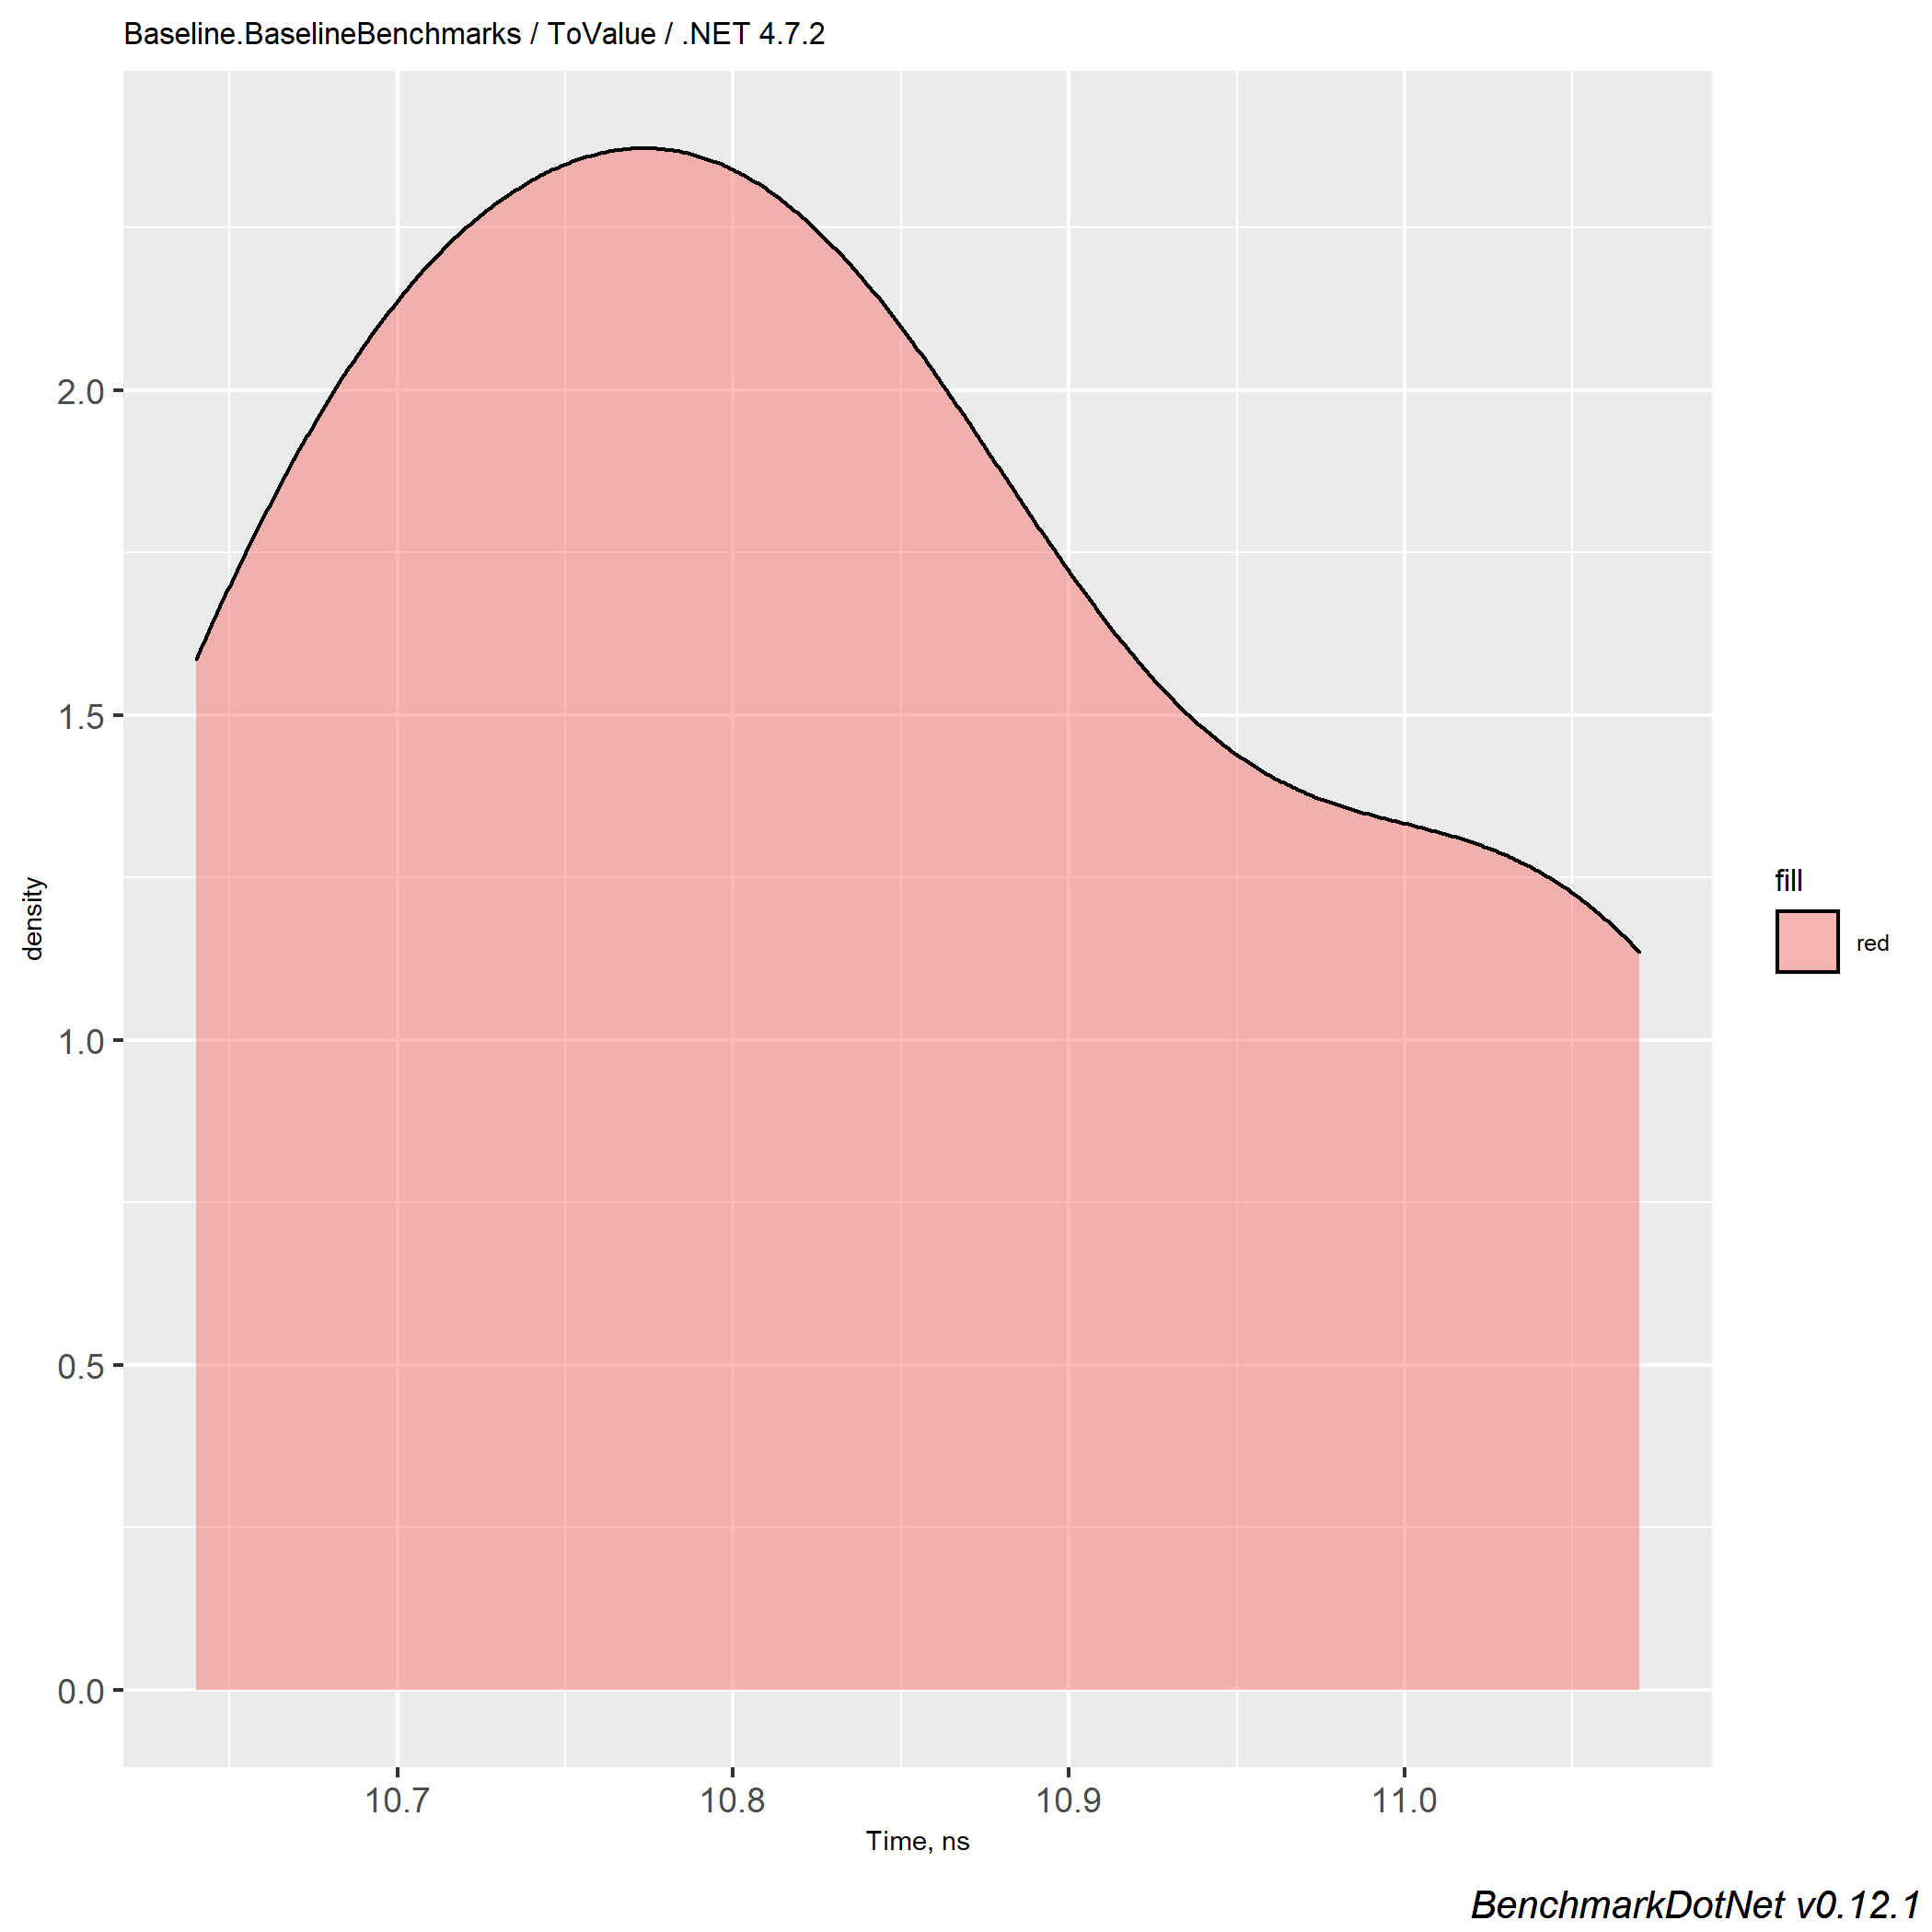 Baseline.BaselineBenchmarks / ToValue / .NET 4.7.2
2.0
1.5
1.0
0.5
0.0
density
10.7 10.8 10.9 11.0
Time, ns
fill
red
BenchmarkDotNet v0.12.1